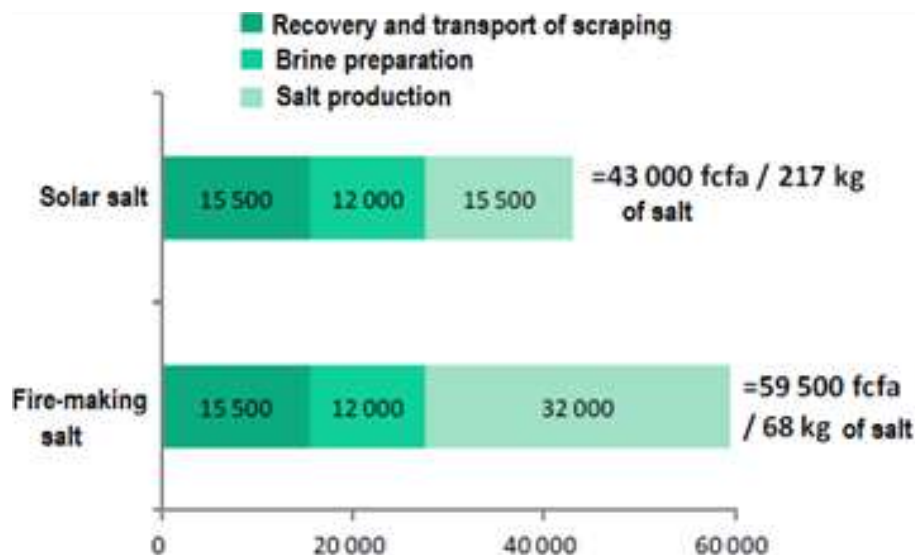 Recovery and transport of scraping
Brine preparation
Salt production
Solar salt
15 500
12 000
15 500
=43 000 fcfa / 217 kg
of salt
Fire-making
salt
15 500
12 000
32 000
=59 500 fcfa
/ 68 kg of salt
0
20 000
40 000
60 000